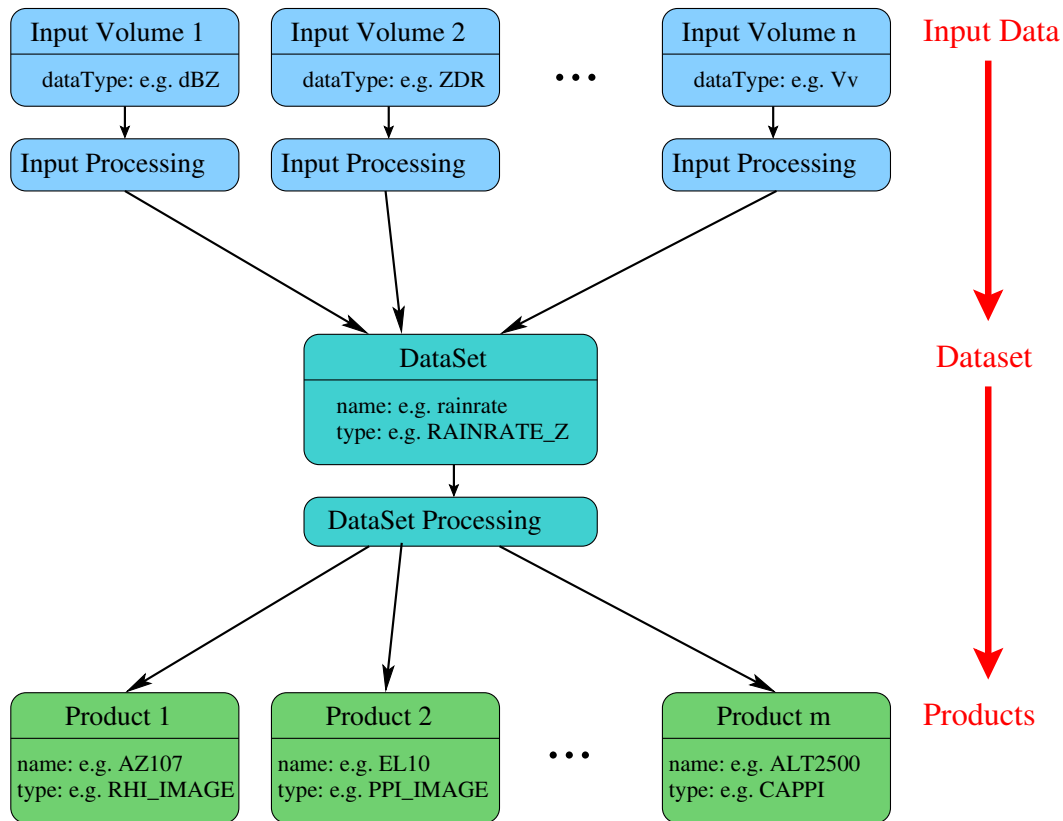 Input Volume 1
dataType: e.g. dBZ
Input Processing
Input Volume 2
dataType: e.g. ZDR
Input Processing
...
Input Volume n
dataType: e.g. Vv
Input Processing
Input Data
DataSet
name: e.g. rainrate
type: e.g. RAINRATE_Z
DataSet Processing
Dataset
Product 1
name: e.g. AZ107
type: e.g. RHI_IMAGE
Product 2
name: e.g. EL10
type: e.g. PPI_IMAGE
...
Product m
name: e.g. ALT2500
type: e.g. CAPPI
Products